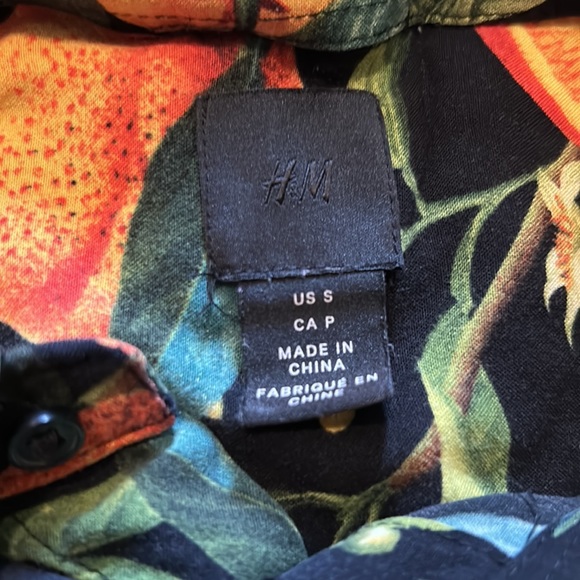 H&M
US S
CA P
MADE IN
CHINA
FABRIQUÉ EN
CHINE